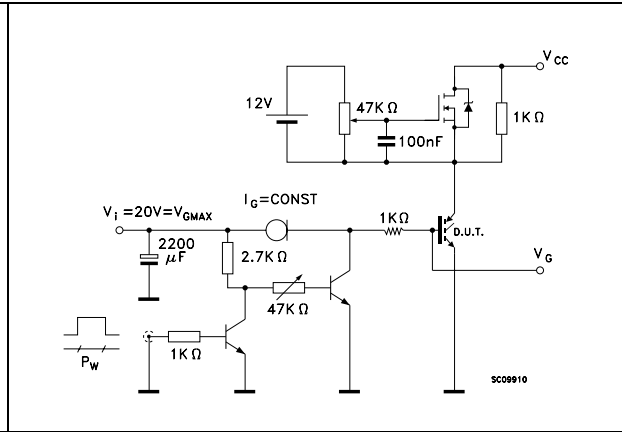 V CC
12V
47K Ω
1K Ω
100nF
I G =CONST
V i =20V=V GMAX
1K Ω
D.U.T.
2200
μF
2.7K Ω
V G
47K Ω
1K Ω
P W
SC09910